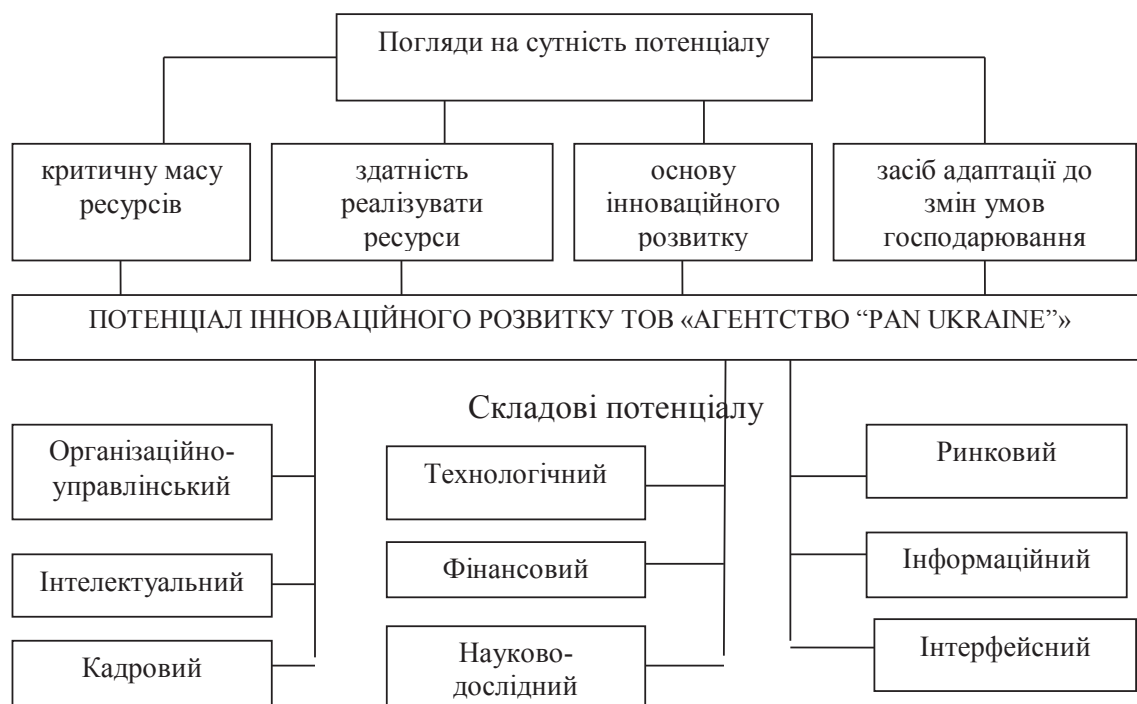 Погляди на сутність потенціалу
критичну масу
ресурсів
здатність
реалізувати
ресурси
основу
інноваційного
розвитку
засіб адаптації до
змін умов
господарювання
ПОТЕНЦІАЛ ІННОВАЦІЙНОГО РОЗВИТКУ ТОВ «АГЕНТСТВО “PAN UKRAINE”»
Складові потенціалу
Організаційно-
управлінський
Технологічний
Ринковий
Інтелектуальний
Фінансовий
Інформаційний
Кадровий
Науково-
дослідний
Інтерфейсний